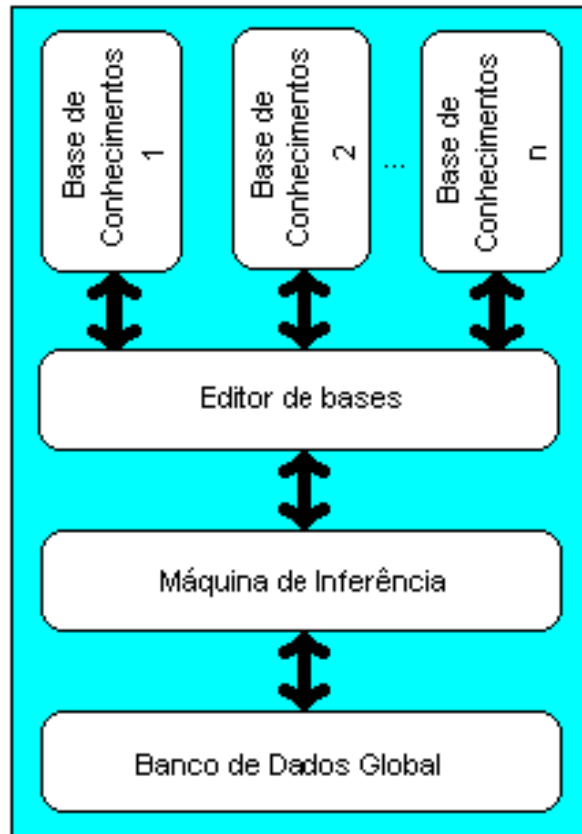 Base de
Conhecimentos
1
Base de
Conhecimentos
2
...
Base de
Conhecimentos
n
Editor de bases
Máquina de Inferência
Banco de Dados Global